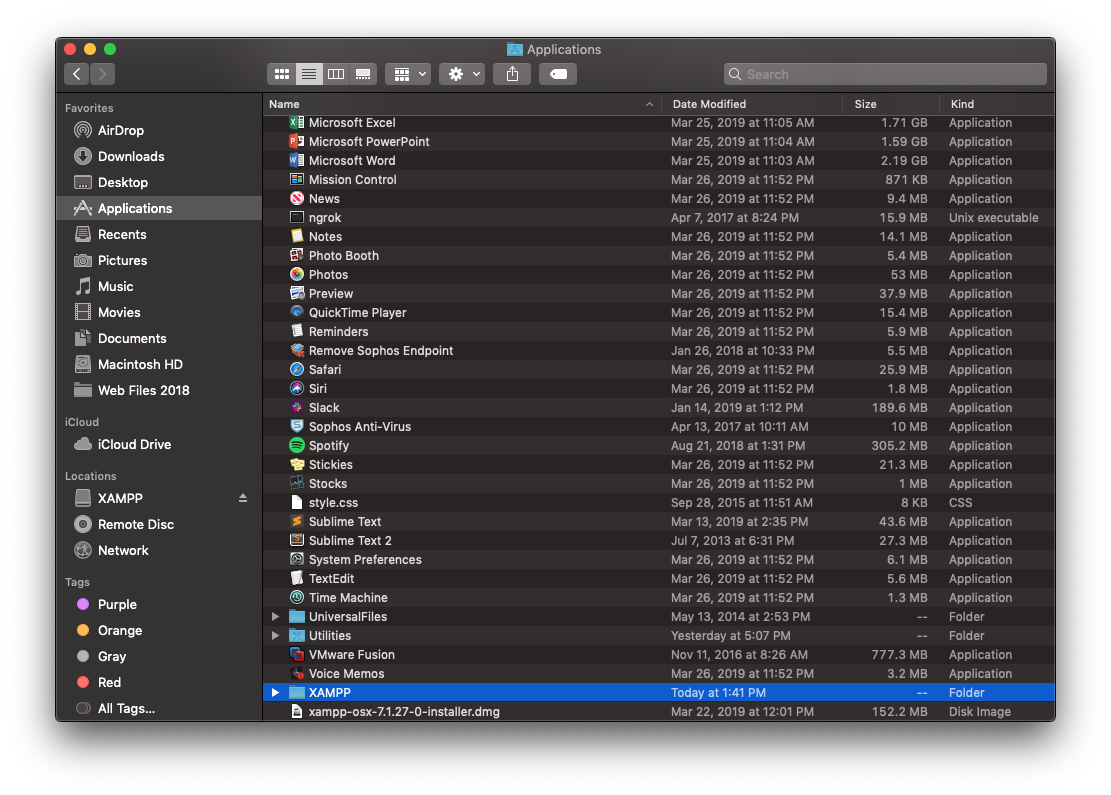 Applications
Search
Favorites
AirDrop
Downloads
Desktop
Applications
Recents
Pictures
Music
Movies
Documents
Macintosh HD
Web Files 2018
iCloud
iCloud Drive
Locations
XAMPP
Remote Disc
Network
Tags
Purple
Orange
Gray
Red
All Tags...
Name Date Modified Size Kind
Microsoft Excel Mar 25, 2019 at 11:05 AM 1.71 GB Application
Microsoft PowerPoint Mar 25, 2019 at 11:04 AM 1.59 GB Application
Microsoft Word Mar 25, 2019 at 11:03 AM 2.19 GB Application
Mission Control Mar 26, 2019 at 11:52 PM 871 KB Application
News Mar 26, 2019 at 11:52 PM 9.4 MB Application
ngrok Apr 7, 2017 at 8:24 PM 15.9 MB Unix executable
Notes Mar 26, 2019 at 11:52 PM 14.1 MB Application
Photo Booth Mar 26, 2019 at 11:52 PM 5.4 MB Application
Photos Mar 26, 2019 at 11:52 PM 53 MB Application
Preview Mar 26, 2019 at 11:52 PM 37.9 MB Application
QuickTime Player Mar 26, 2019 at 11:52 PM 15.4 MB Application
Reminders Mar 26, 2019 at 11:52 PM 5.9 MB Application
Remove Sophos Endpoint Jan 26, 2018 at 10:33 PM 5.5 MB Application
Safari Mar 26, 2019 at 11:52 PM 25.9 MB Application
Siri Mar 26, 2019 at 11:52 PM 1.8 MB Application
Slack Jan 14, 2019 at 1:12 PM 189.6 MB Application
Sophos Anti-Virus Apr 13, 2017 at 10:11 AM 10 MB Application
Spotify Aug 21, 2018 at 1:31 PM 305.2 MB Application
Stickies Mar 26, 2019 at 11:52 PM 21.3 MB Application
Stocks Mar 26, 2019 at 11:52 PM 1 MB Application
style.css Sep 28, 2015 at 11:51 AM 8 KB CSS
Sublime Text Mar 13, 2019 at 2:35 PM 43.6 MB Application
Sublime Text 2 Jul 7, 2013 at 6:31 PM 27.3 MB Application
System Preferences Mar 26, 2019 at 11:52 PM 6.1 MB Application
TextEdit Mar 26, 2019 at 11:52 PM 5.6 MB Application
Time Machine Mar 26, 2019 at 11:52 PM 1.3 MB Application
UniversalFiles May 13, 2014 at 2:53 PM -- Folder
Utilities Yesterday at 5:07 PM -- Folder
VMware Fusion Nov 11, 2016 at 8:26 AM 777.3 MB Application
Voice Memos Mar 26, 2019 at 11:52 PM 3.2 MB Application
XAMPP Today at 1:41 PM -- Folder
xampp-osx-7.1.27-0-installer.dmg Mar 22, 2019 at 12:01 PM 152.2 MB Disk Image